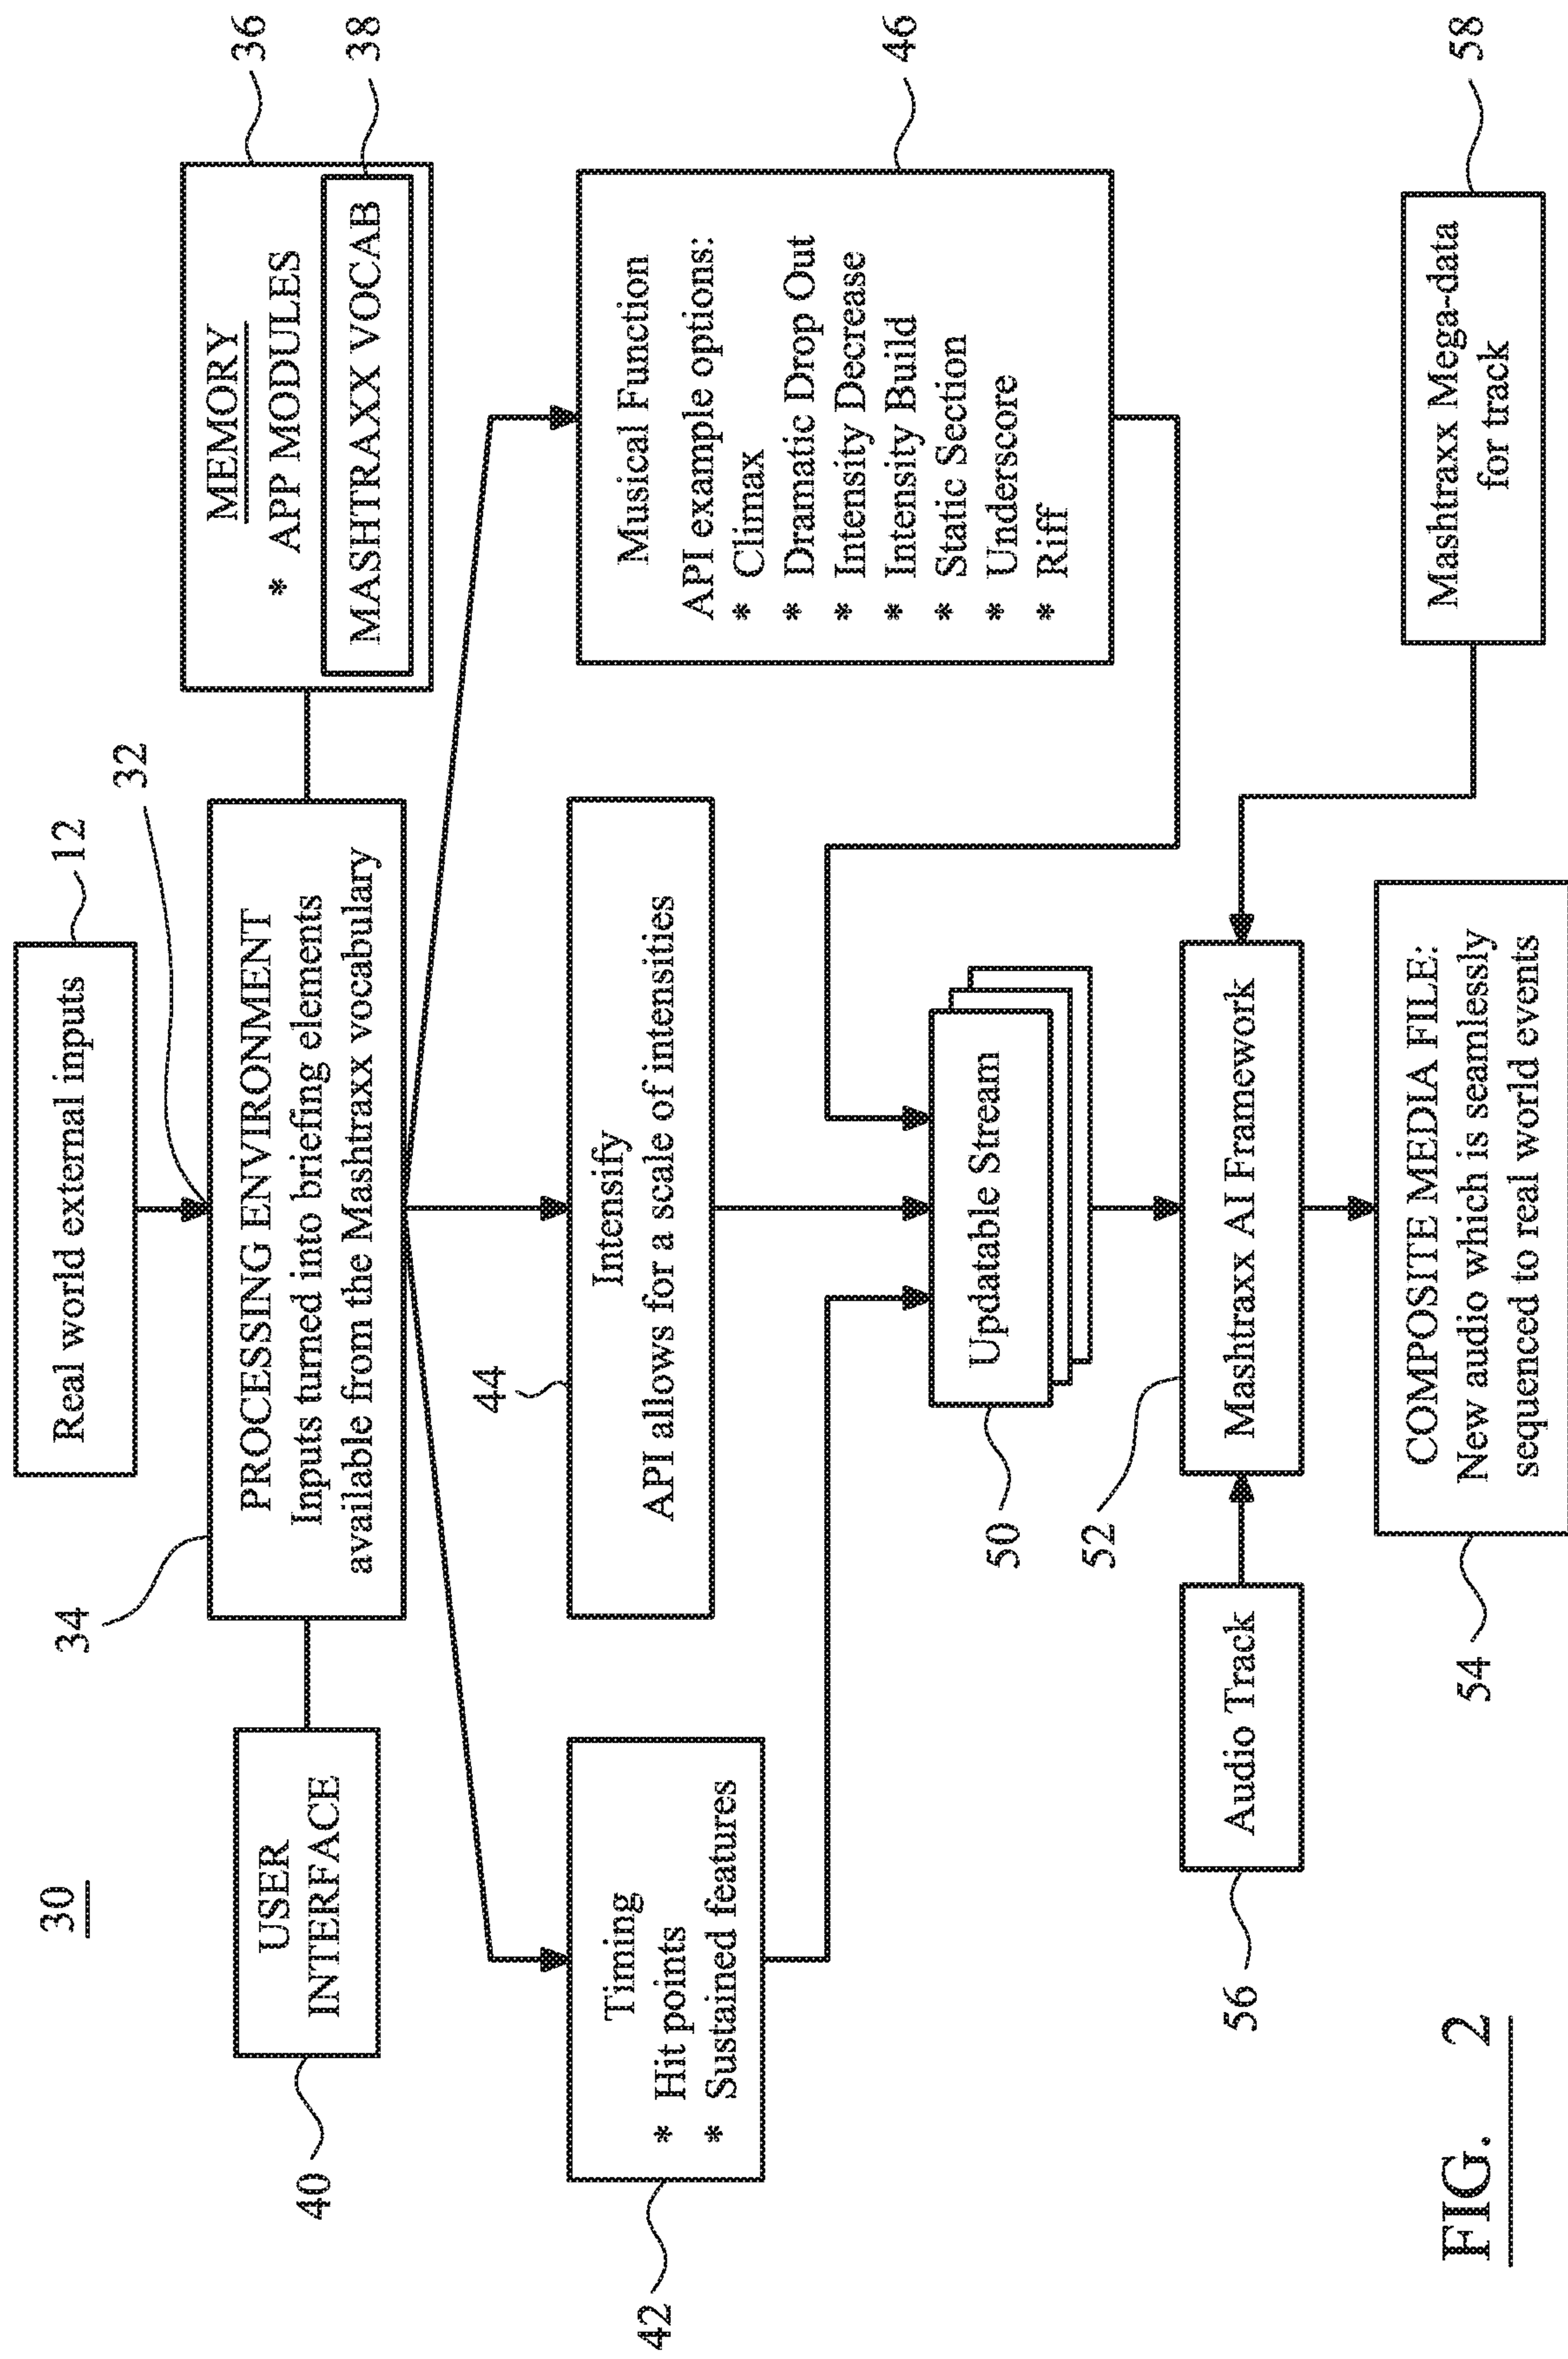 30
Real world external inputs
12
32
34
PROCESSING ENVIRONMENT
Inputs turned into briefing elements
available from the Mashtraxx vocabulary
40
USER
INTERFACE
MEMORY
* APP MODULES
MASHTRAXX VOCAB
36
38
42
Timing
* Hit points
* Sustained features
44
Intensify
API allows for a scale of intensities
Musical Function
API example options:
* Climax
* Dramatic Drop Out
* Intensity Decrease
* Intensity Build
* Static Section
* Underscore
* Riff
46
50
Updatable Stream
52
Mashtraxx AI Framework
56
Audio Track
Mashtraxx Mega-data
for track
58
54
COMPOSITE MEDIA FILE:
New audio which is seamlessly
sequenced to real world events
FIG. 2